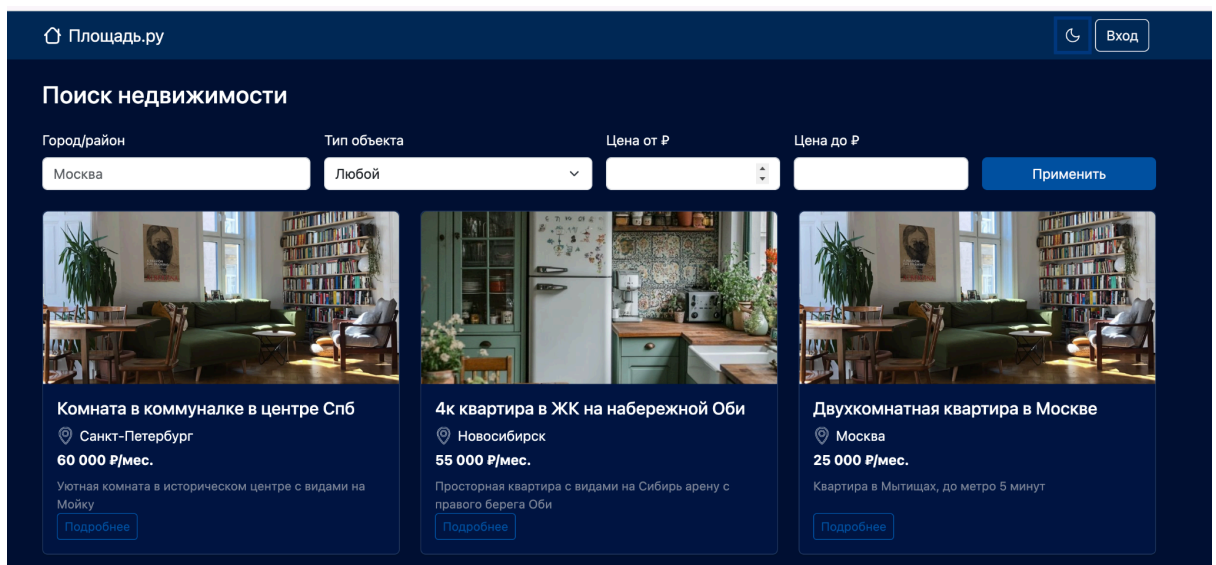 Площадь.ру
Вход
Поиск недвижимости
Город/район
Тип объекта
Цена от ₽
Цена до ₽
Москва
Любой
Применить
Комната в коммуналке в центре Спб
Санкт-Петербург
60 000 ₽/мес.
Уютная комната в историческом центре с видами на
Мойку
Подробнее
4к квартира в ЖК на набережной Оби
Новосибирск
55 000 ₽/мес.
Просторная квартира с видами на Сибирь арену с
правого берега Оби
Подробнее
Двухкомнатная квартира в Москве
Москва
25 000 ₽/мес.
Квартира в Мытищах, до метро 5 минут
Подробнее